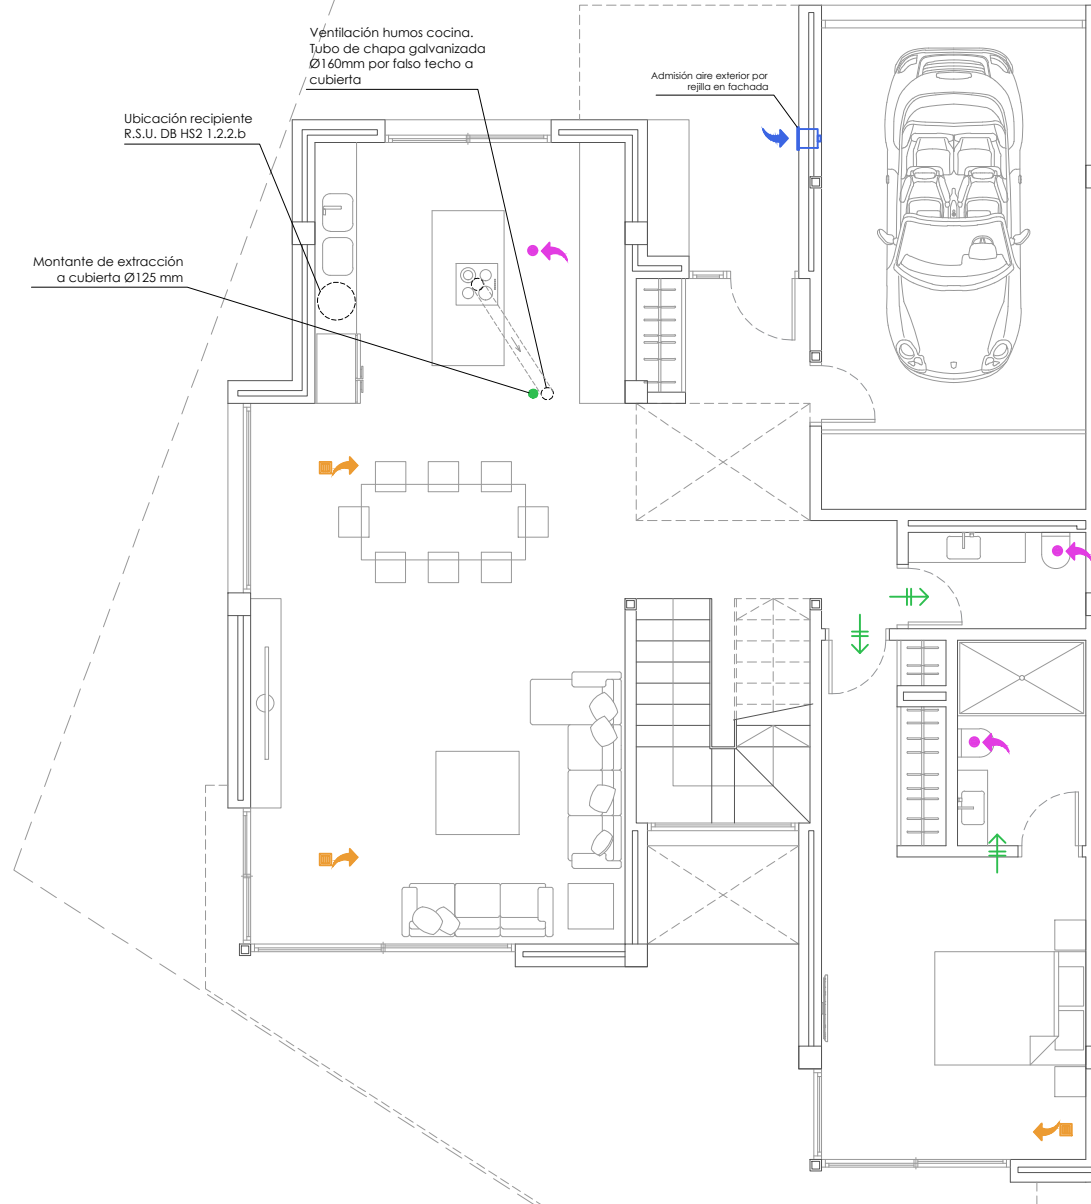 Ventilación humos cocina.
Tubo de chapa galvanizada
Ø160mm por falso techo a
cubierta
Admisión aire exterior por
rejilla en fachada
Ubicación recipiente
R.S.U. DB HS2 1.2.2.b
Montante de extracción
a cubierta Ø125 mm